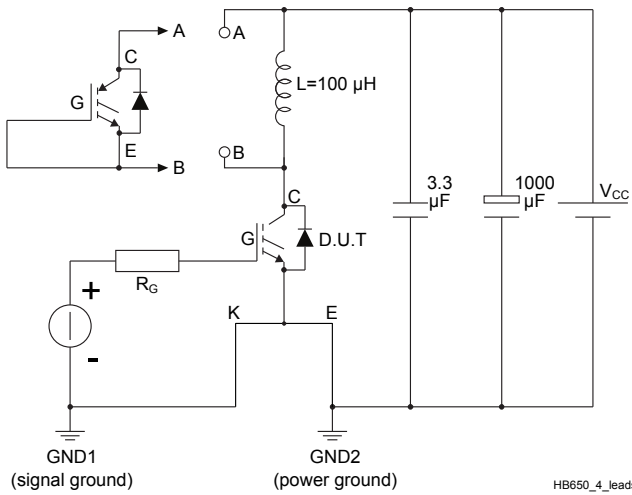 A
A
C
L=100 µH
G
E
B
B
C
3.3
µF
1000
µF
VCC
G
D.U.T
RG
+
-
K
E
GND1
(signal ground)
GND2
(power ground)